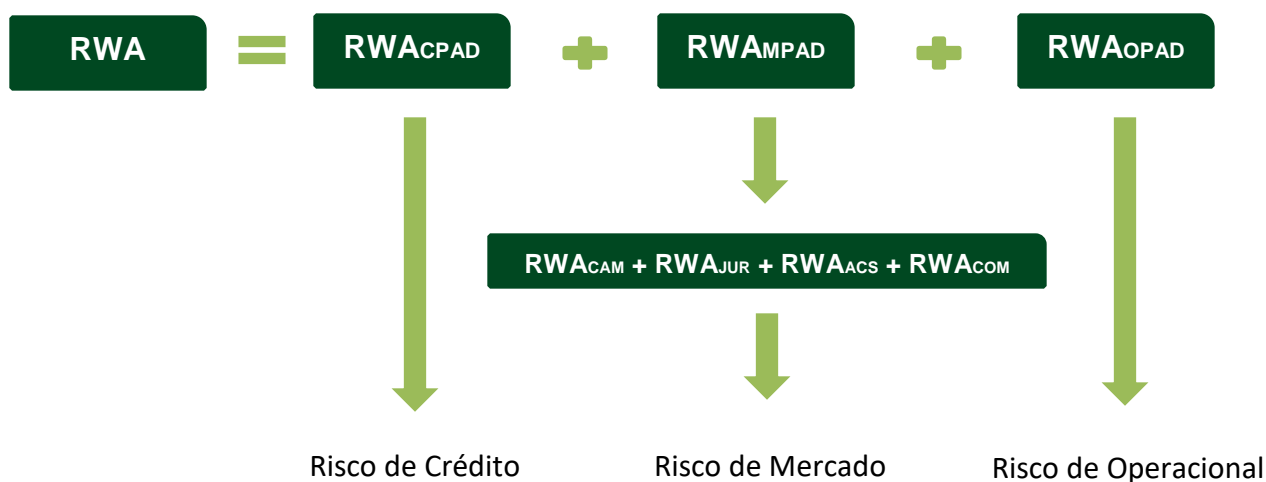 RWA = RWACPAD + RWAMPAD + RWAOPAD
RWACAM + RWAJUR + RWAACS + RWACOM
Risco de Crédito Risco de Mercado Risco de Operacional